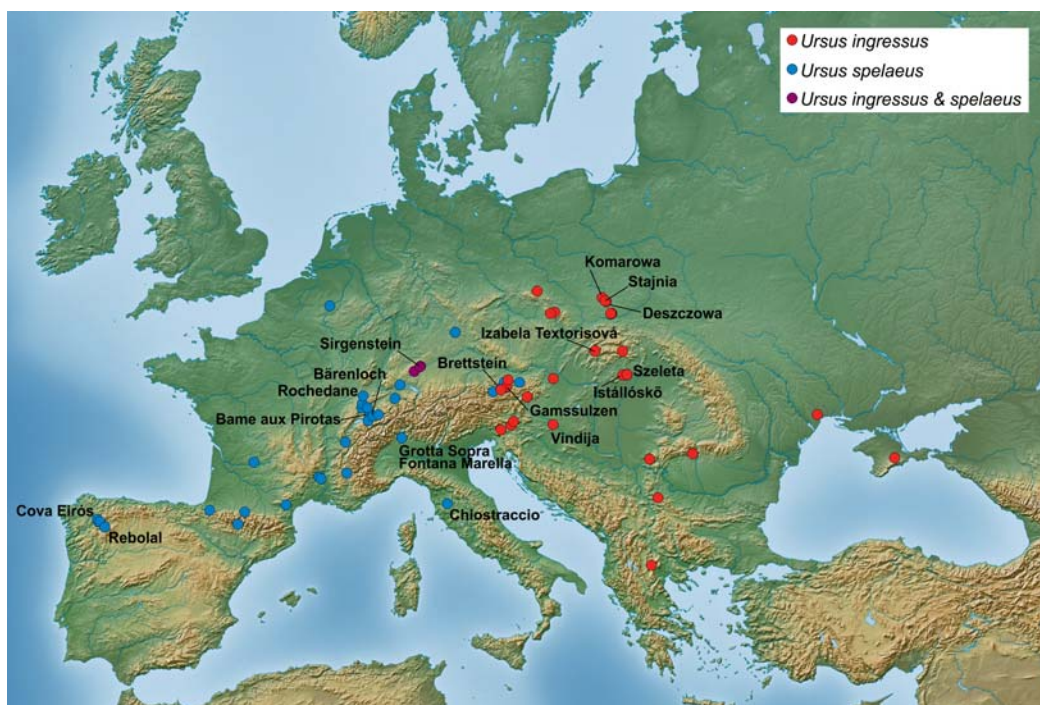 Ursus ingressus
Ursus spelaeus
Ursus ingressus & spelaeus
Komarowa
Stajnia
Deszczowa
Izabela Textorisová
Sirgenstein
Brettstein
Szeleta
Bärenloch
Istállóskő
Rochedane
Gamssulzen
Bame aux Pirotas
Vindija
Grotta Sopra
Fontana Marella
Cova Eirós
Chiostraccio
Rebolal